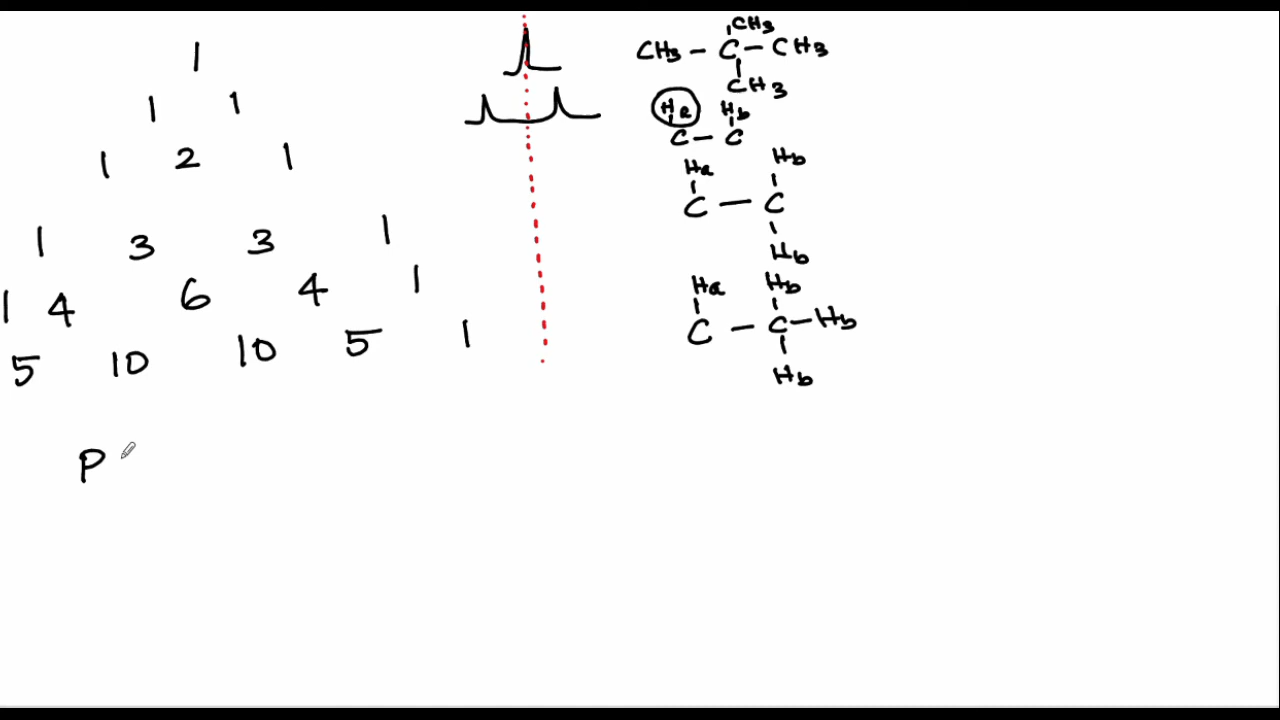 1
1 1
1 2 1
1 3 3 1
1 4 6 4 1
5 10 10 5 1
P
CH3
CH3 – C – CH3
CH3
Ha Hb
C – C
Ha Hb
C – C
Hb
Ha Hb
C – C – Hb
Hb